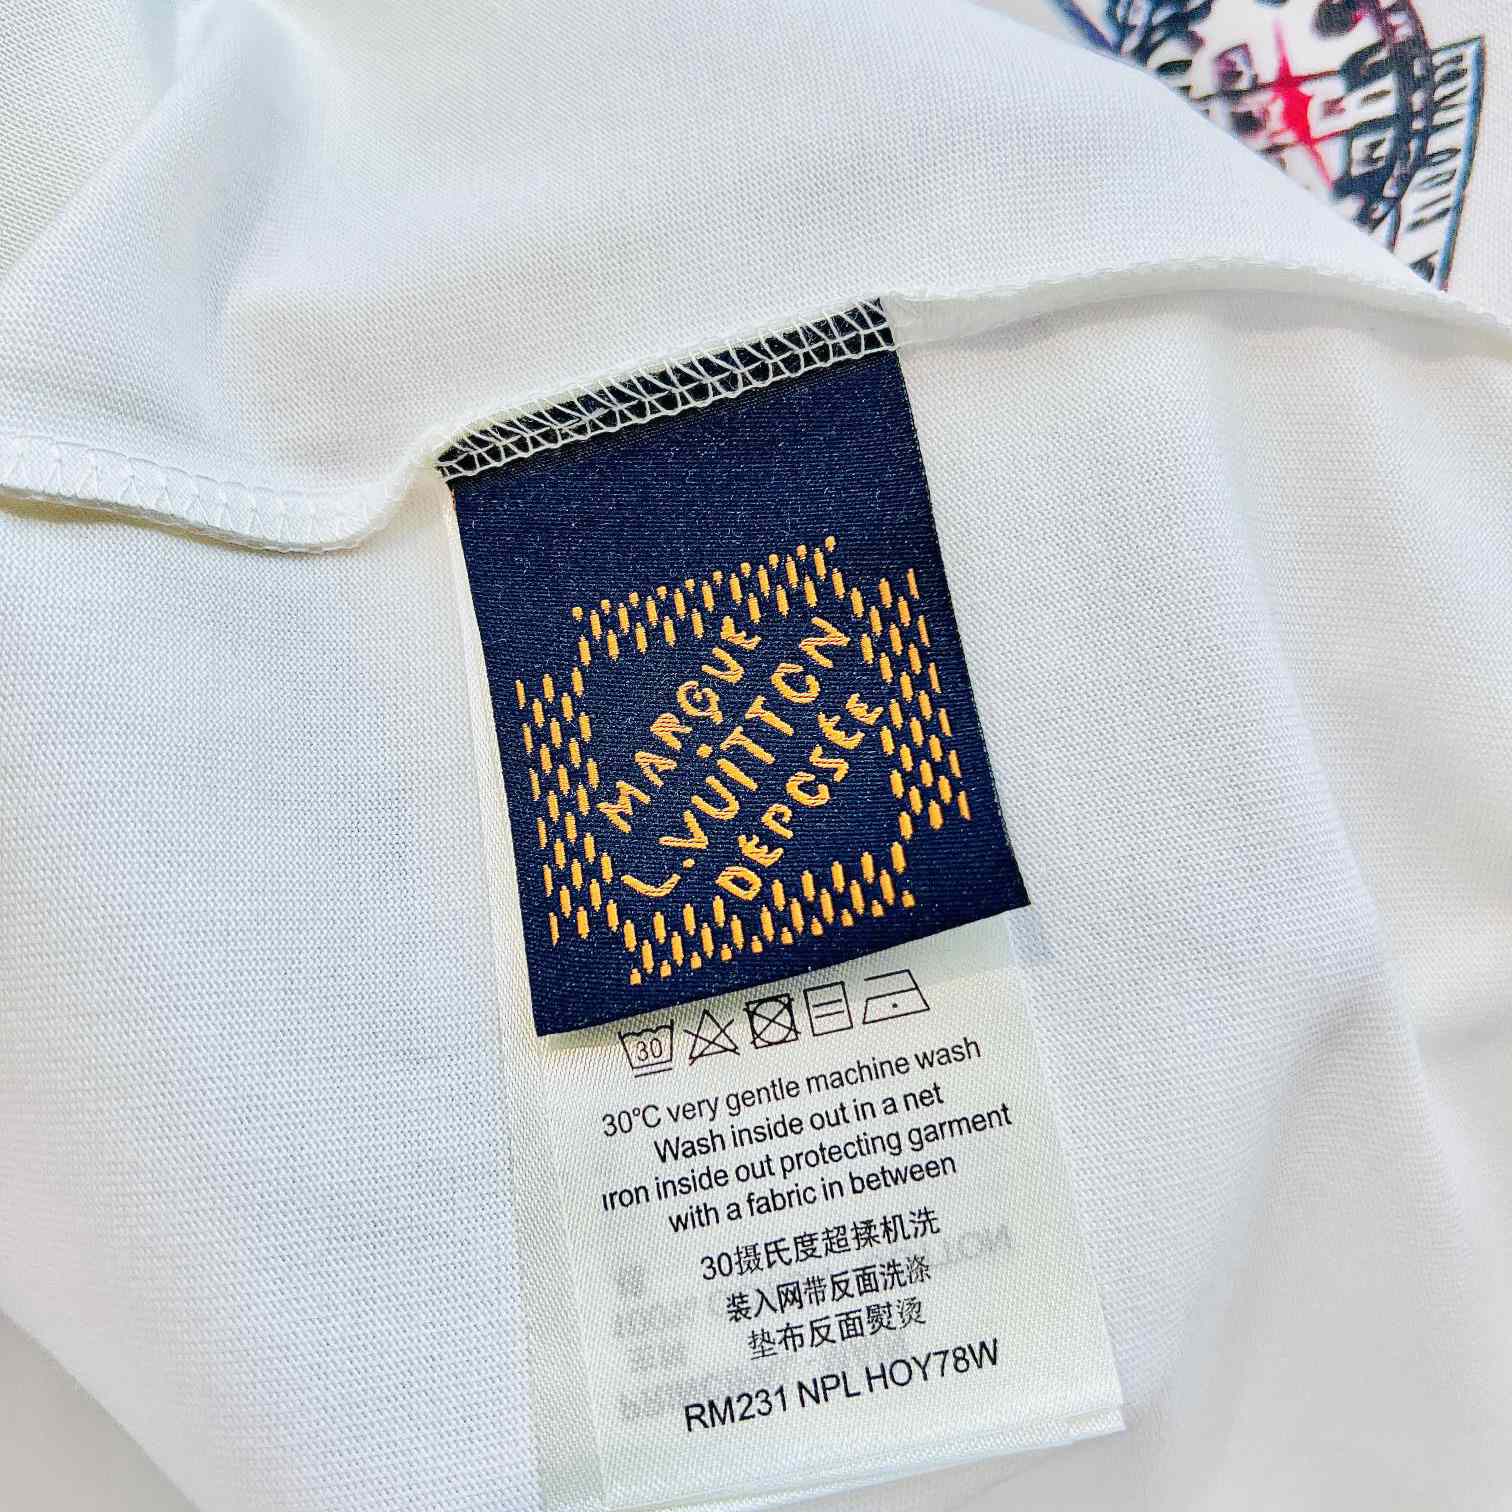 MARQUE
L.VUITTON
DEPOSÉE
30
30°C very gentle machine wash
Wash inside out in a net
Iron inside out protecting garment
with a fabric in between
30摄氏度超揉机洗
装入网带反面洗涤
垫布反面熨烫
RM231 NPL HOY78W